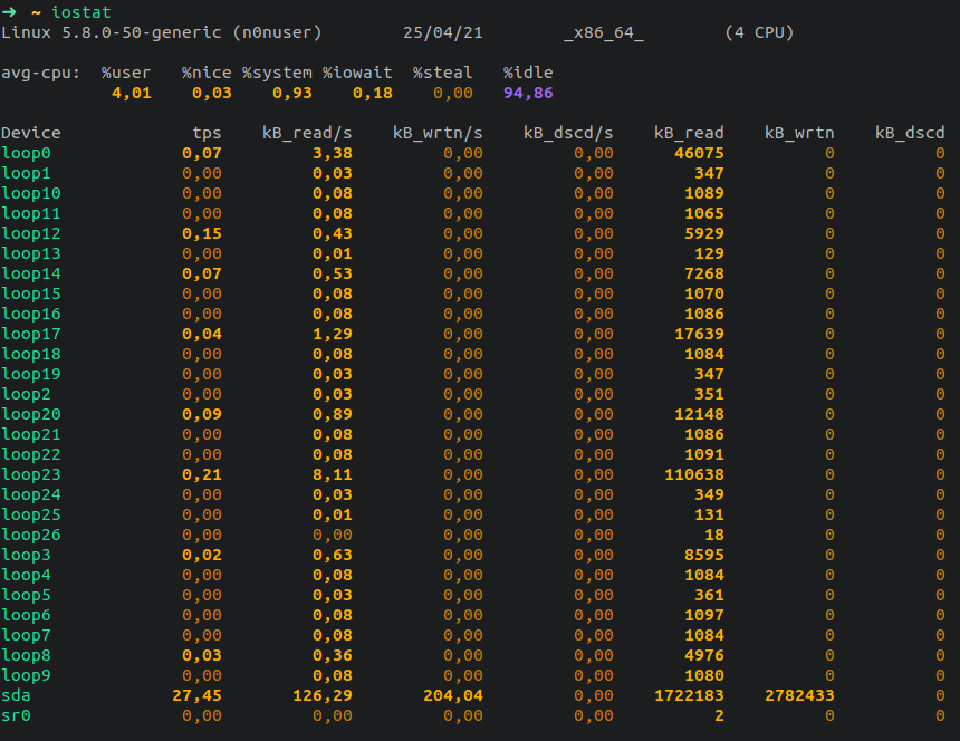 → ~ iostat
Linux 5.8.0-50-generic (n0nuser) 25/04/21 _x86_64_ (4 CPU)
avg-cpu: %user %nice %system %iowait %steal %idle
4,01 0,03 0,93 0,18 0,00 94,86
Device tps kB_read/s kB_wrtn/s kB_dscd/s kB_read kB_wrtn kB_dscd
loop0 0,07 3,38 0,00 0,00 46075 0 0
loop1 0,00 0,03 0,00 0,00 347 0 0
loop10 0,00 0,08 0,00 0,00 1089 0 0
loop11 0,00 0,08 0,00 0,00 1065 0 0
loop12 0,15 0,43 0,00 0,00 5929 0 0
loop13 0,00 0,01 0,00 0,00 129 0 0
loop14 0,07 0,53 0,00 0,00 7268 0 0
loop15 0,00 0,08 0,00 0,00 1070 0 0
loop16 0,00 0,08 0,00 0,00 1086 0 0
loop17 0,04 1,29 0,00 0,00 17639 0 0
loop18 0,00 0,08 0,00 0,00 1084 0 0
loop19 0,00 0,03 0,00 0,00 347 0 0
loop2 0,00 0,03 0,00 0,00 351 0 0
loop20 0,09 0,89 0,00 0,00 12148 0 0
loop21 0,00 0,08 0,00 0,00 1086 0 0
loop22 0,00 0,08 0,00 0,00 1091 0 0
loop23 0,21 8,11 0,00 0,00 110638 0 0
loop24 0,00 0,03 0,00 0,00 349 0 0
loop25 0,00 0,01 0,00 0,00 131 0 0
loop26 0,00 0,00 0,00 0,00 18 0 0
loop3 0,02 0,63 0,00 0,00 8595 0 0
loop4 0,00 0,08 0,00 0,00 1084 0 0
loop5 0,00 0,03 0,00 0,00 361 0 0
loop6 0,00 0,08 0,00 0,00 1097 0 0
loop7 0,00 0,08 0,00 0,00 1084 0 0
loop8 0,03 0,36 0,00 0,00 4976 0 0
loop9 0,00 0,08 0,00 0,00 1080 0 0
sda 27,45 126,29 204,04 0,00 1722183 2782433 0
sr0 0,00 0,00 0,00 0,00 2 0 0